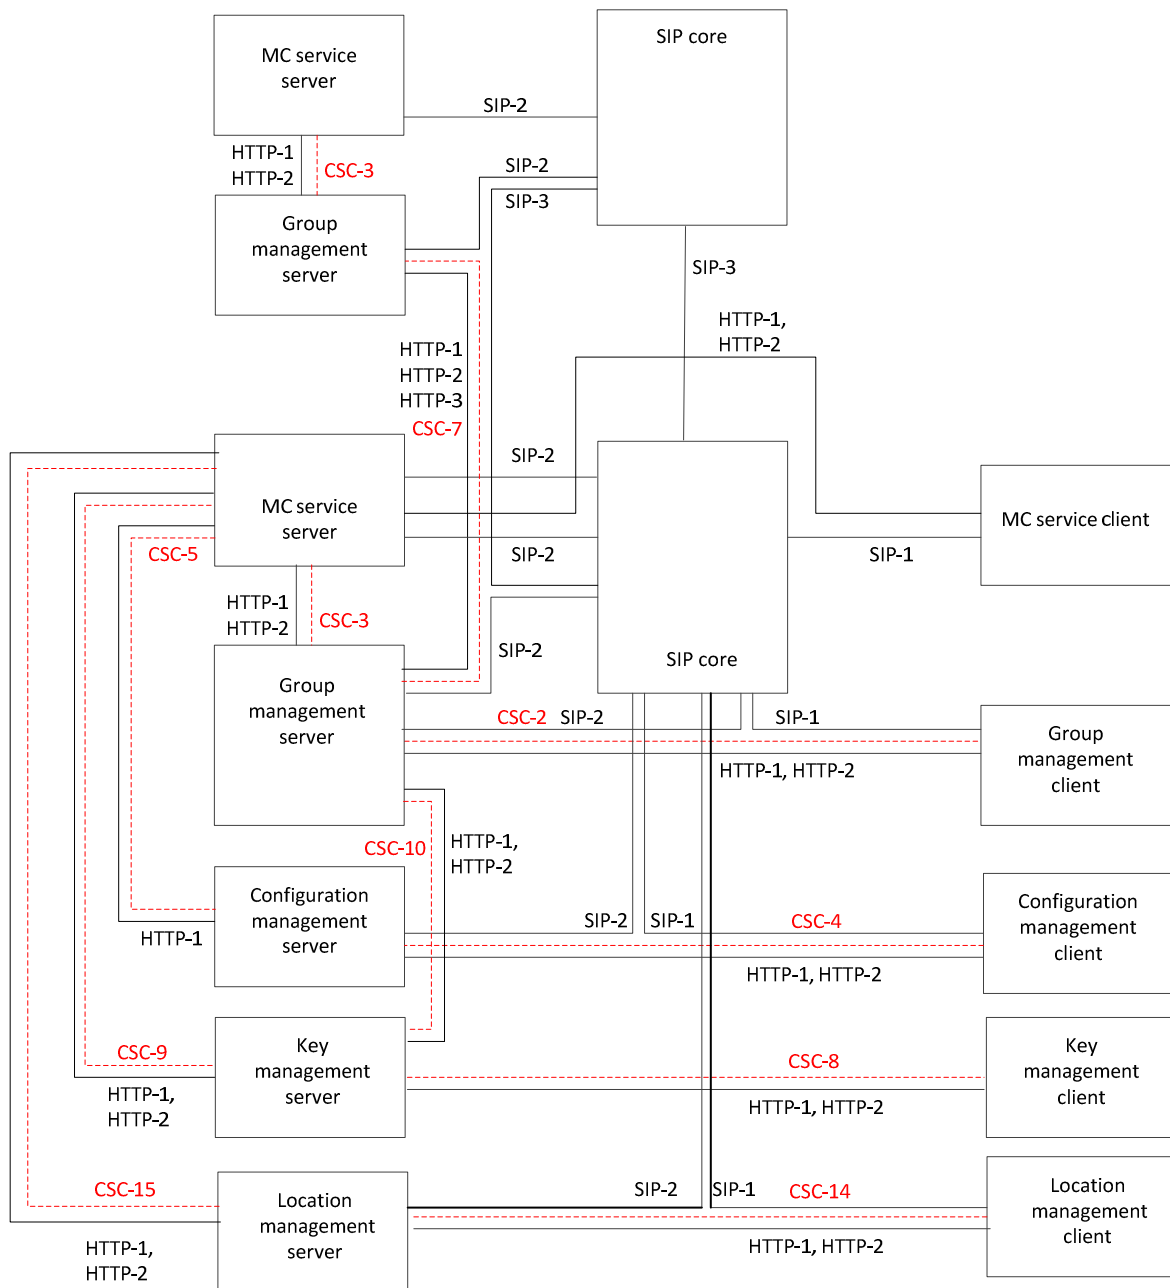 MC service
server
SIP core
SIP-2
HTTP-1
HTTP-2
CSC-3
SIP-2
SIP-3
Group
management
server
SIP-3
HTTP-1,
HTTP-2
HTTP-1
HTTP-2
HTTP-3
CSC-7
SIP-2
MC service
server
MC service client
CSC-5
SIP-2
SIP-1
HTTP-1
HTTP-2
CSC-3
SIP-2
SIP core
Group
management
server
CSC-2
SIP-2
SIP-1
Group
management
client
HTTP-1, HTTP-2
CSC-10
HTTP-1,
HTTP-2
Configuration
management
server
HTTP-1
SIP-2
SIP-1
CSC-4
Configuration
management
client
HTTP-1, HTTP-2
CSC-9
HTTP-1,
HTTP-2
Key
management
server
CSC-8
HTTP-1, HTTP-2
Key
management
client
CSC-15
HTTP-1,
HTTP-2
Location
management
server
SIP-2
SIP-1
CSC-14
HTTP-1, HTTP-2
Location
management
client